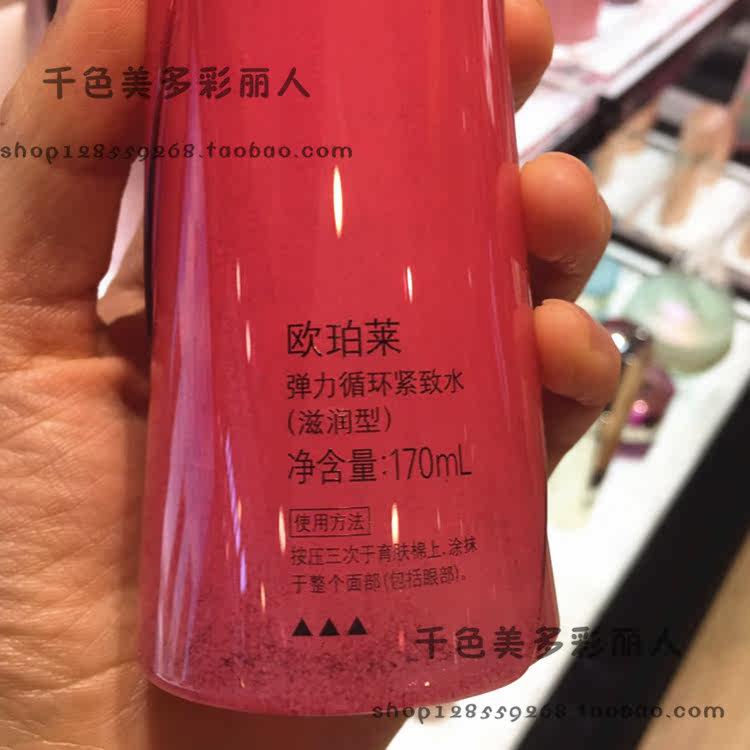 千色美多彩丽人
shop128559268.taobao.com
欧珀莱
弹力循环紧致水
(滋润型)
净含量:170mL
使用方法
按压三次于育肤棉上,涂抹
于整个面部(包括眼部)。
▲▲▲
千色美多彩丽人
shop128559268.taobao.com